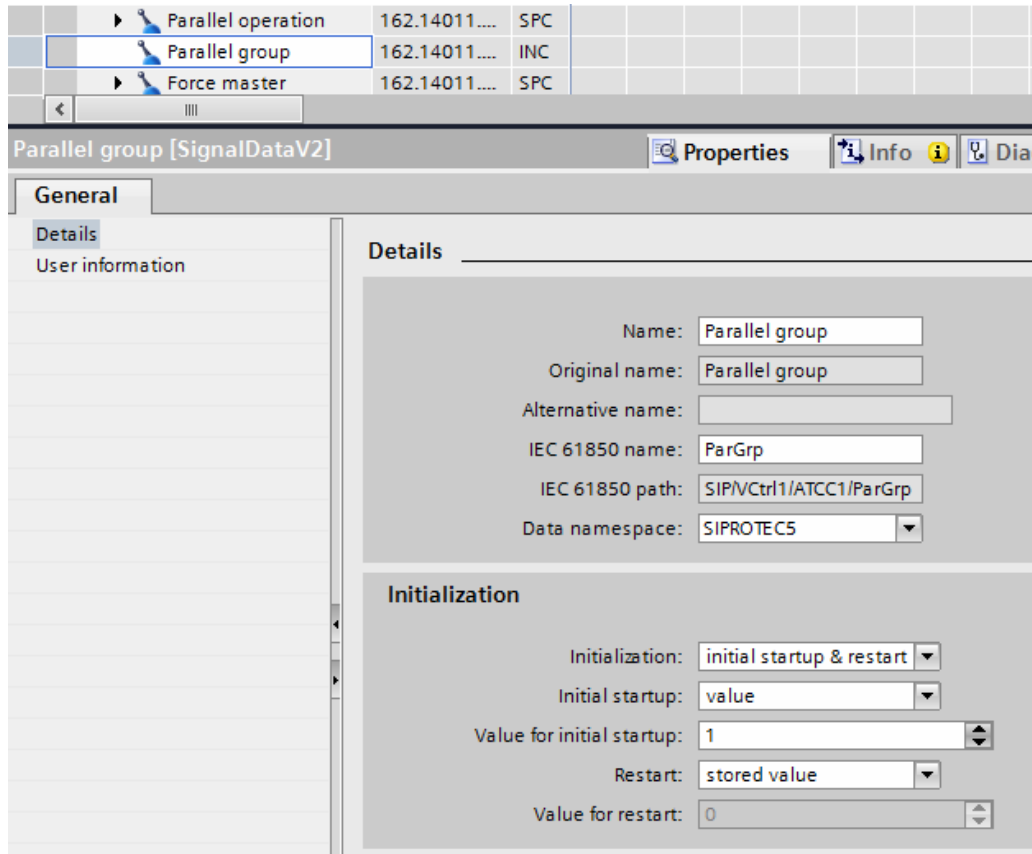 Parallel operation 162.14011.... SPC
Parallel group 162.14011.... INC
Force master 162.14011.... SPC
Parallel group [SignalDataV2] Properties Info Dia
General
Details
User information
Details
Name: Parallel group
Original name: Parallel group
Alternative name:
IEC 61850 name: ParGrp
IEC 61850 path: SIP/VCtrl1/ATCC1/ParGrp
Data namespace: SIPROTEC5
Initialization
Initialization: initial startup & restart
Initial startup: value
Value for initial startup: 1
Restart: stored value
Value for restart: 0